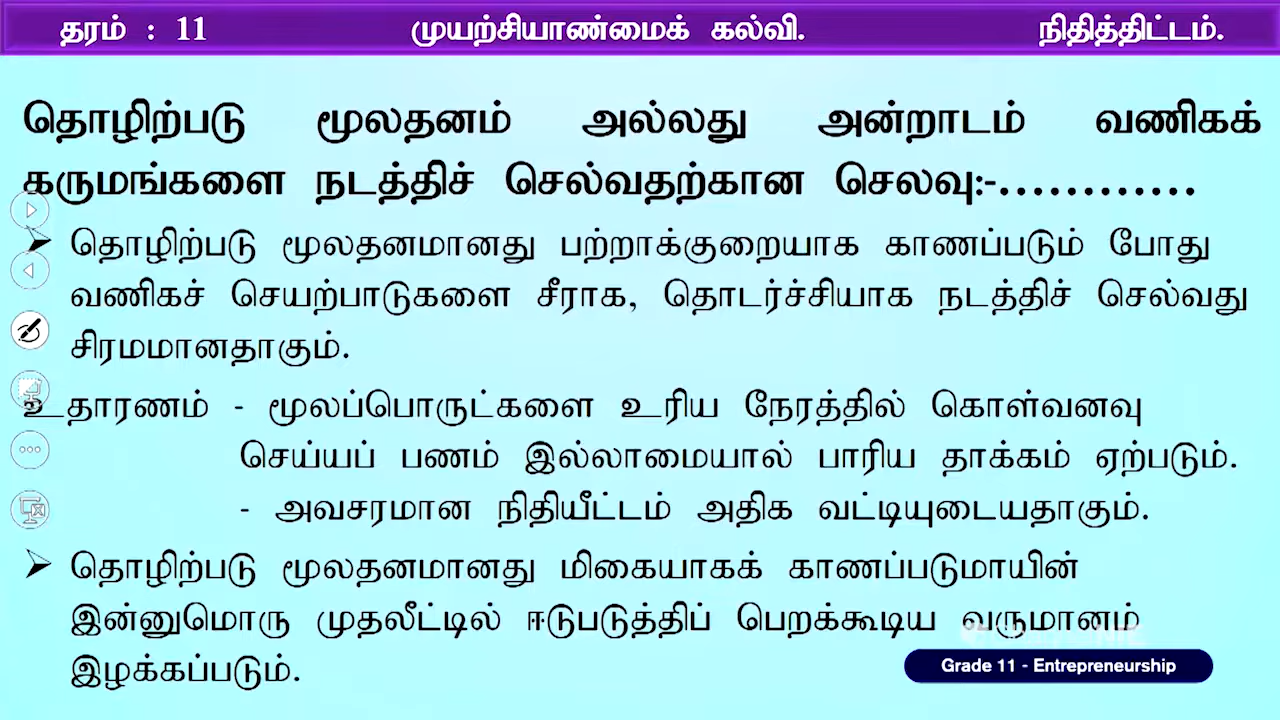 தரம் : 11 முயற்சியாண்மைக் கல்வி. நிதித்திட்டம்.
தொழிற்படு மூலதனம் அல்லது அன்றாடம் வணிகக்
கருமங்களை நடத்திச் செல்வதற்கான செலவு:-............
➢ தொழிற்படு மூலதனமானது பற்றாக்குறையாக காணப்படும் போது
வணிகச் செயற்பாடுகளை சீராக, தொடர்ச்சியாக நடத்திச் செல்வது
சிரமமானதாகும்.
உதாரணம் - மூலப்பொருட்களை உரிய நேரத்தில் கொள்வனவு
செய்யப் பணம் இல்லாமையால் பாரிய தாக்கம் ஏற்படும்.
- அவசரமான நிதியீட்டம் அதிக வட்டியுடையதாகும்.
➢ தொழிற்படு மூலதனமானது மிகையாகக் காணப்படுமாயின்
இன்னுமொரு முதலீட்டில் ஈடுபடுத்திப் பெறக்கூடிய வருமானம்
இழக்கப்படும்.
Grade 11 - Entrepreneurship